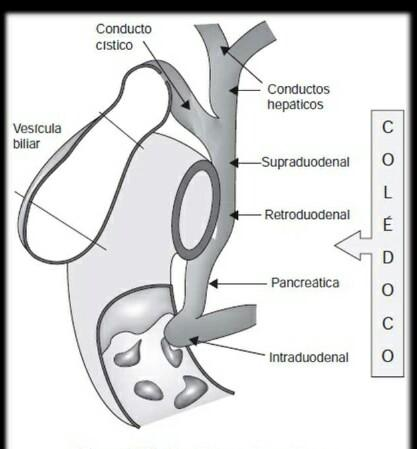 Conducto
cístico
Conductos
hepáticos
Vesícula
biliar
Supraduodenal
Retroduodenal
Pancreática
Intraduodenal
C
O
L
É
D
O
C
O